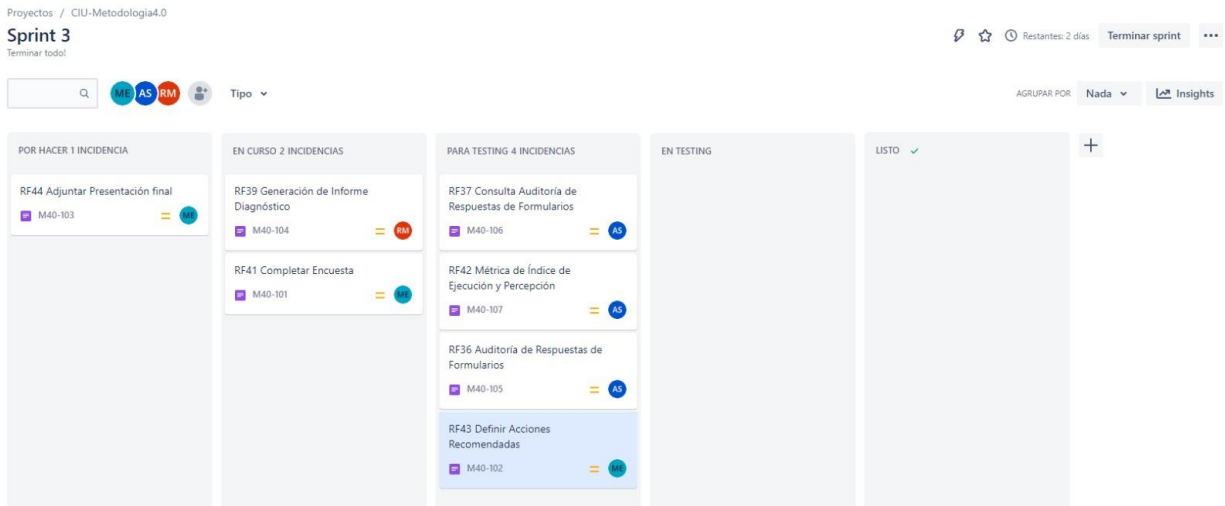 Proyectos / CIU-Metodologia4.0
Sprint 3
Terminar todo!
Restantes: 2 días
Terminar sprint
ME AS RM
Tipo
AGRUPAR POR
Nada
Insights
POR HACER 1 INCIDENCIA
RF44 Adjuntar Presentación final
M40-103
ME
EN CURSO 2 INCIDENCIAS
RF39 Generación de Informe
Diagnóstico
M40-104
RM
RF41 Completar Encuesta
M40-101
ME
PARA TESTING 4 INCIDENCIAS
RF37 Consulta Auditoría de
Respuestas de Formularios
M40-106
AS
RF42 Métrica de Índice de
Ejecución y Percepción
M40-107
AS
RF36 Auditoría de Respuestas de
Formularios
M40-105
AS
RF43 Definir Acciones
Recomendadas
M40-102
ME
EN TESTING
LISTO